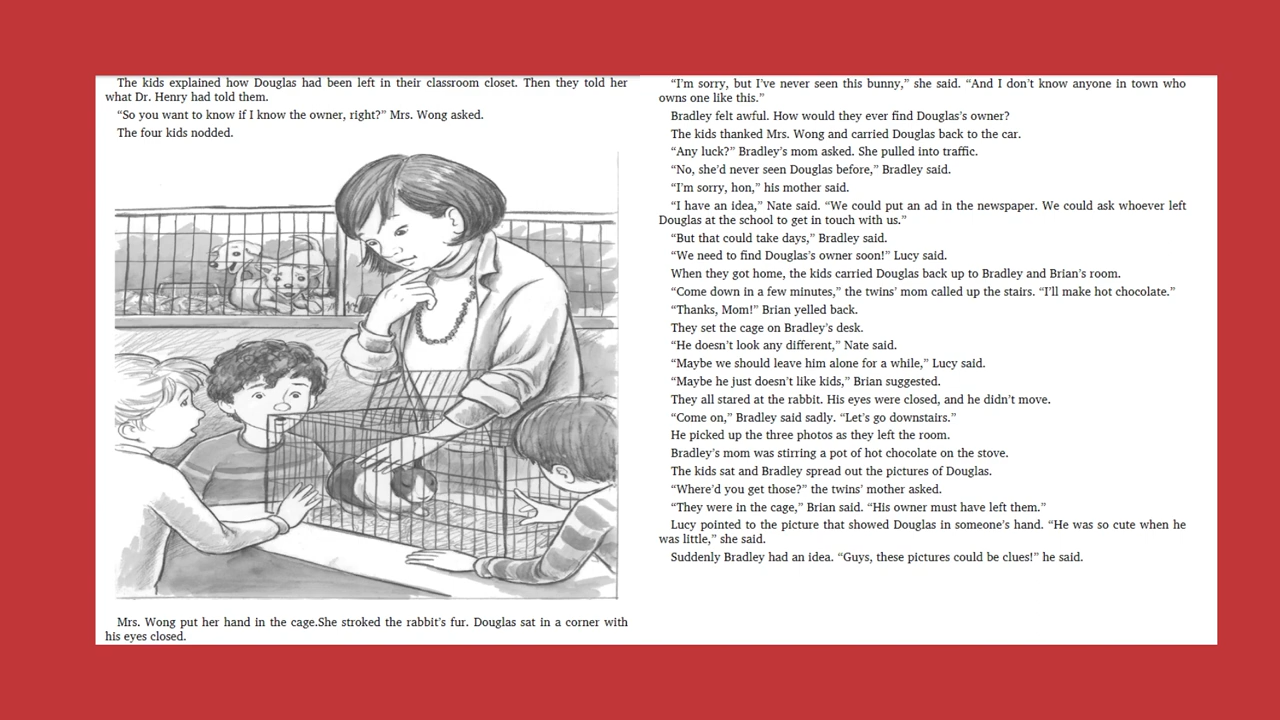 The kids explained how Douglas had been left in their classroom closet. Then they told her
what Dr. Henry had told them.
“So you want to know if I know the owner, right?” Mrs. Wong asked.
The four kids nodded.
Mrs. Wong put her hand in the cage.She stroked the rabbit’s fur. Douglas sat in a corner with
his eyes closed.
“I’m sorry, but I’ve never seen this bunny,” she said. “And I don’t know anyone in town who
owns one like this.”
Bradley felt awful. How would they ever find Douglas’s owner?
The kids thanked Mrs. Wong and carried Douglas back to the car.
“Any luck?” Bradley’s mom asked. She pulled into traffic.
“No, she’d never seen Douglas before,” Bradley said.
“I’m sorry, hon,” his mother said.
“I have an idea,” Nate said. “We could put an ad in the newspaper. We could ask whoever left
Douglas at the school to get in touch with us.”
“But that could take days,” Bradley said.
“We need to find Douglas’s owner soon!” Lucy said.
When they got home, the kids carried Douglas back up to Bradley and Brian’s room.
“Come down in a few minutes,” the twins’ mom called up the stairs. “I’ll make hot chocolate.”
“Thanks, Mom!” Brian yelled back.
They set the cage on Bradley’s desk.
“He doesn’t look any different,” Nate said.
“Maybe we should leave him alone for a while,” Lucy said.
“Maybe he just doesn’t like kids,” Brian suggested.
They all stared at the rabbit. His eyes were closed, and he didn’t move.
“Come on,” Bradley said sadly. “Let’s go downstairs.”
He picked up the three photos as they left the room.
Bradley’s mom was stirring a pot of hot chocolate on the stove.
The kids sat and Bradley spread out the pictures of Douglas.
“Where’d you get those?” the twins’ mother asked.
“They were in the cage,” Brian said. “His owner must have left them.”
Lucy pointed to the picture that showed Douglas in someone’s hand. “He was so cute when he
was little,” she said.
Suddenly Bradley had an idea. “Guys, these pictures could be clues!” he said.